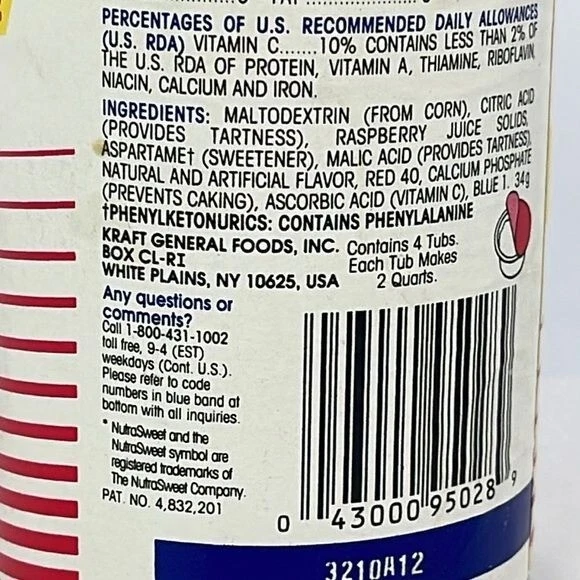 PERCENTAGES OF U.S. RECOMMENDED DAILY ALLOWANCES
(U.S. RDA) VITAMIN C......10% CONTAINS LESS THAN 2% OF
THE U.S. RDA OF PROTEIN, VITAMIN A, THIAMINE, RIBOFLAVIN,
NIACIN, CALCIUM AND IRON.
INGREDIENTS: MALTODEXTRIN (FROM CORN), CITRIC ACID
(PROVIDES TARTNESS), RASPBERRY JUICE SOLIDS,
ASPARTAME† (SWEETENER), MALIC ACID (PROVIDES TARTNESS),
NATURAL AND ARTIFICIAL FLAVOR, RED 40, CALCIUM PHOSPHATE
(PREVENTS CAKING), ASCORBIC ACID (VITAMIN C), BLUE 1. 34g
†PHENYLKETONURICS: CONTAINS PHENYLALANINE
KRAFT GENERAL FOODS, INC.
BOX CL-RI
WHITE PLAINS, NY 10625, USA
Contains 4 Tubs.
Each Tub Makes
2 Quarts.
Any questions or
comments?
Call 1-800-431-1002
toll free, 9-4 (EST)
weekdays (Cont. U.S.).
Please refer to code
numbers in blue band at
bottom with all inquiries.
* NutraSweet and the
NutraSweet symbol are
registered trademarks of
The NutraSweet Company.
PAT. NO. 4,832,201
0 43000 95028 9
3210A12